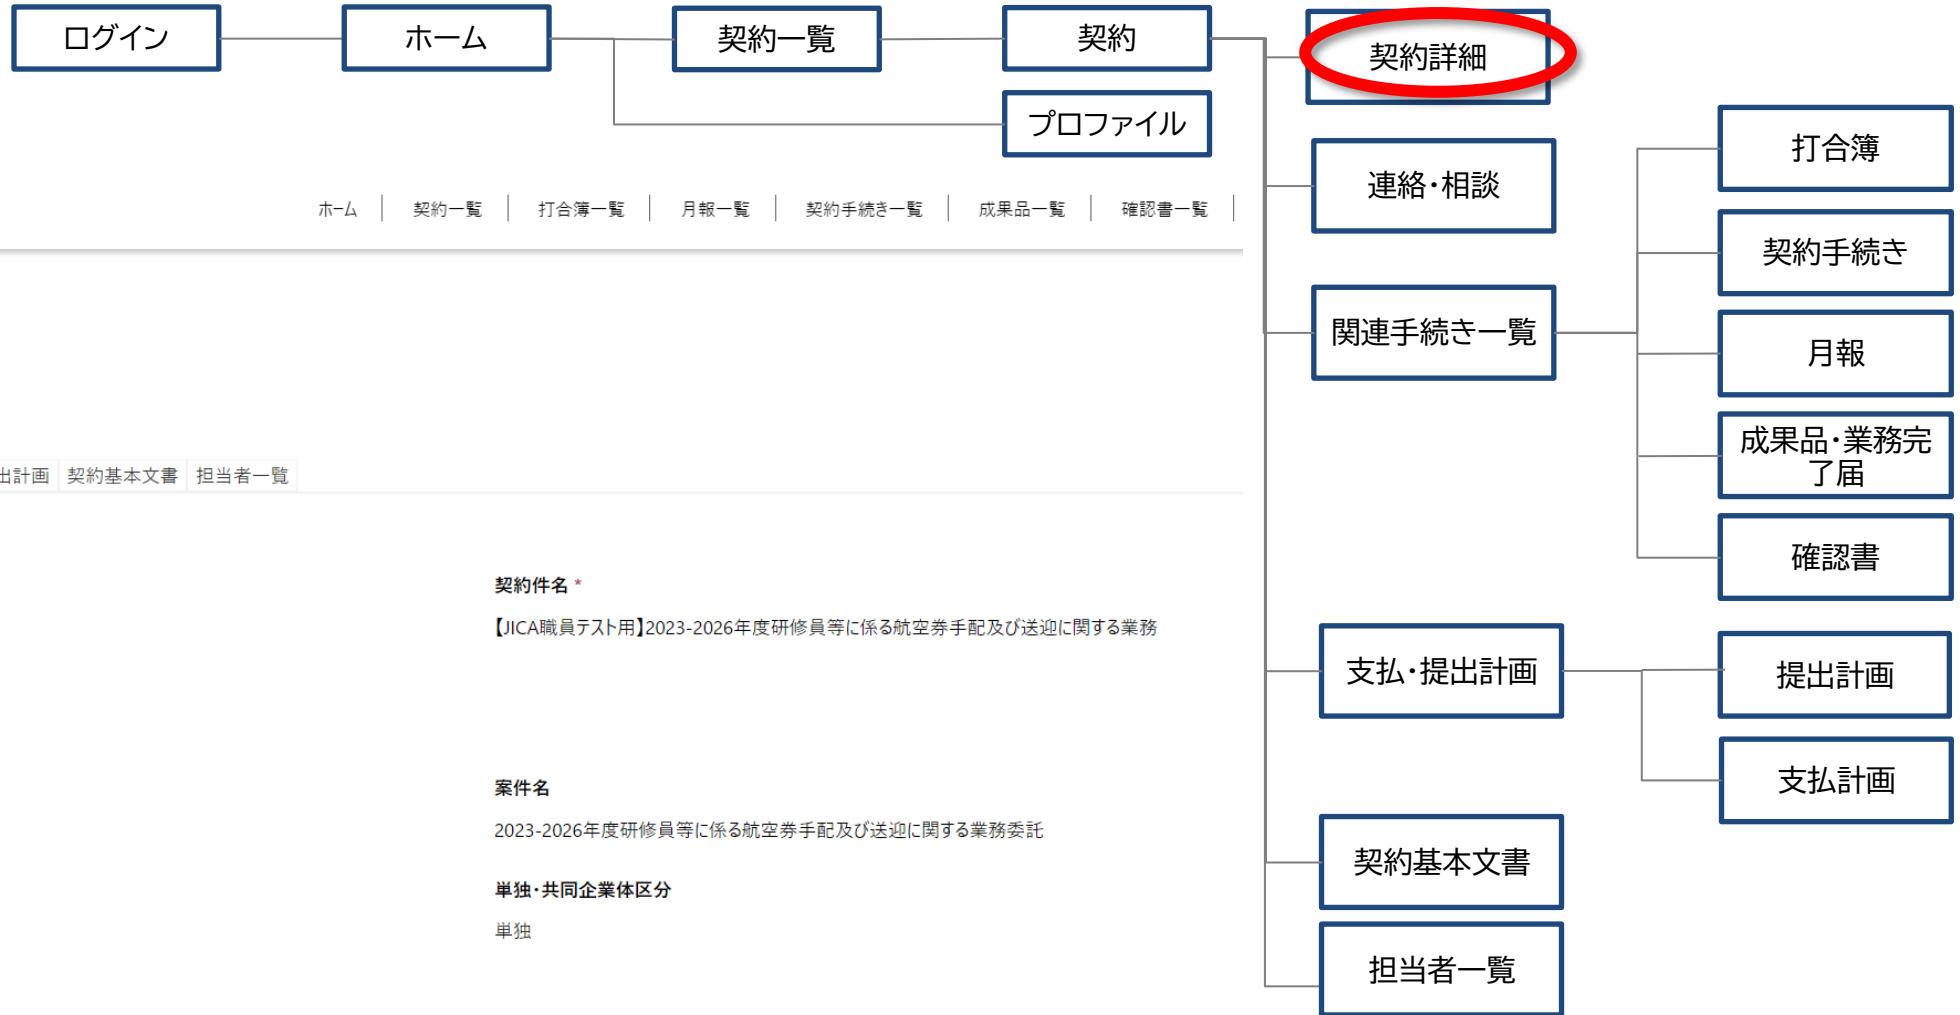 ログイン
ホーム
契約一覧
契約
契約詳細
プロファイル
打合簿
連絡・相談
ホーム 契約一覧 打合簿一覧 月報一覧 契約手続き一覧 成果品一覧 確認書一覧
契約手続き
関連手続き一覧
月報
成果品・業務完
了届
出計画 契約基本文書 担当者一覧
確認書
契約件名 *
【JICA職員テスト用】2023-2026年度研修員等に係る航空券手配及び送迎に関する業務
支払・提出計画
提出計画
支払計画
案件名
2023-2026年度研修員等に係る航空券手配及び送迎に関する業務委託
契約基本文書
単独・共同企業体区分
単独
担当者一覧